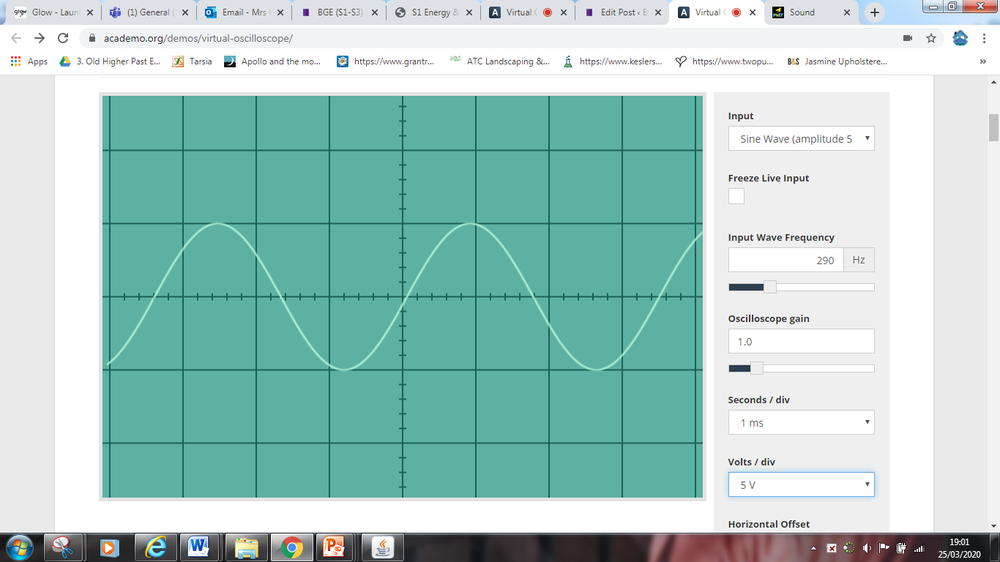 glow Glow - Laun
(1) General (
Email - Mrs
BGE (S1-S3)
S1 Energy &
Virtual C
Edit Post ‹ B
Virtual
PhET Sound
academo.org/demos/virtual-oscilloscope/
Apps
3. Old Higher Past E...
Tarsia
Apollo and the mo...
https://www.grantr...
ATC Landscaping &...
https://www.keslers...
https://www.twopu...
B&S Jasmine Upholstere...
»
Input
Sine Wave (amplitude 5
Freeze Live Input
Input Wave Frequency
290 Hz
Oscilloscope gain
1.0
Seconds / div
1 ms
Volts / div
5 V
Horizontal Offset
19:01
25/03/2020